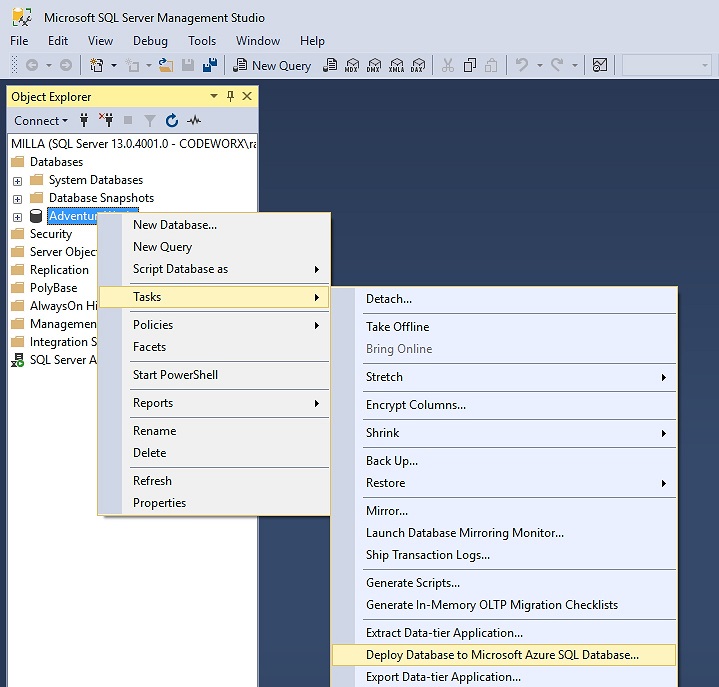 Microsoft SQL Server Management Studio
File Edit View Debug Tools Window Help
New Query MDX DMX XMLA DAX
Object Explorer
Connect
MILLA (SQL Server 13.0.4001.0 - CODEWORX\ra
Databases
System Databases
Database Snapshots
Adventur
Security
Server Objec
Replication
PolyBase
AlwaysOn Hi
Managemen
Integration S
SQL Server A
New Database...
New Query
Script Database as
Tasks
Policies
Facets
Start PowerShell
Reports
Rename
Delete
Refresh
Properties
Detach...
Take Offline
Bring Online
Stretch
Encrypt Columns...
Shrink
Back Up...
Restore
Mirror...
Launch Database Mirroring Monitor...
Ship Transaction Logs...
Generate Scripts...
Generate In-Memory OLTP Migration Checklists
Extract Data-tier Application...
Deploy Database to Microsoft Azure SQL Database...
Export Data-tier Application...